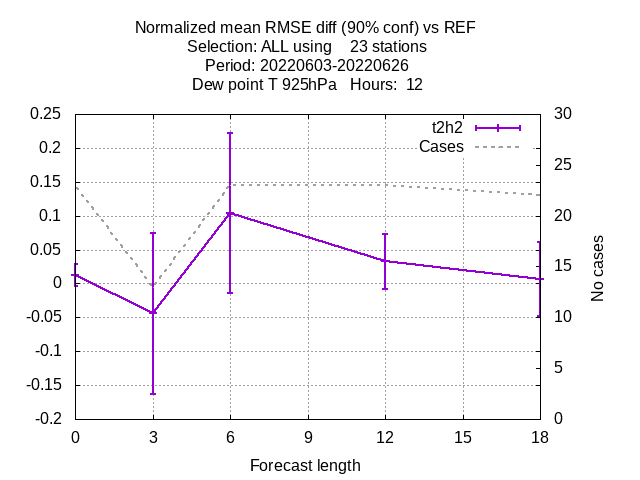 Normalized mean RMSE diff (90% conf) vs REF
Selection: ALL using    23 stations
Period: 20220603-20220626
Dew point T 925hPa   Hours:  12
0.25
0.2
0.15
0.1
0.05
0
-0.05
-0.1
-0.15
-0.2
t2h2
Cases
30
25
20
15
10
5
0
No cases
0 3 6 9 12 15 18
Forecast length